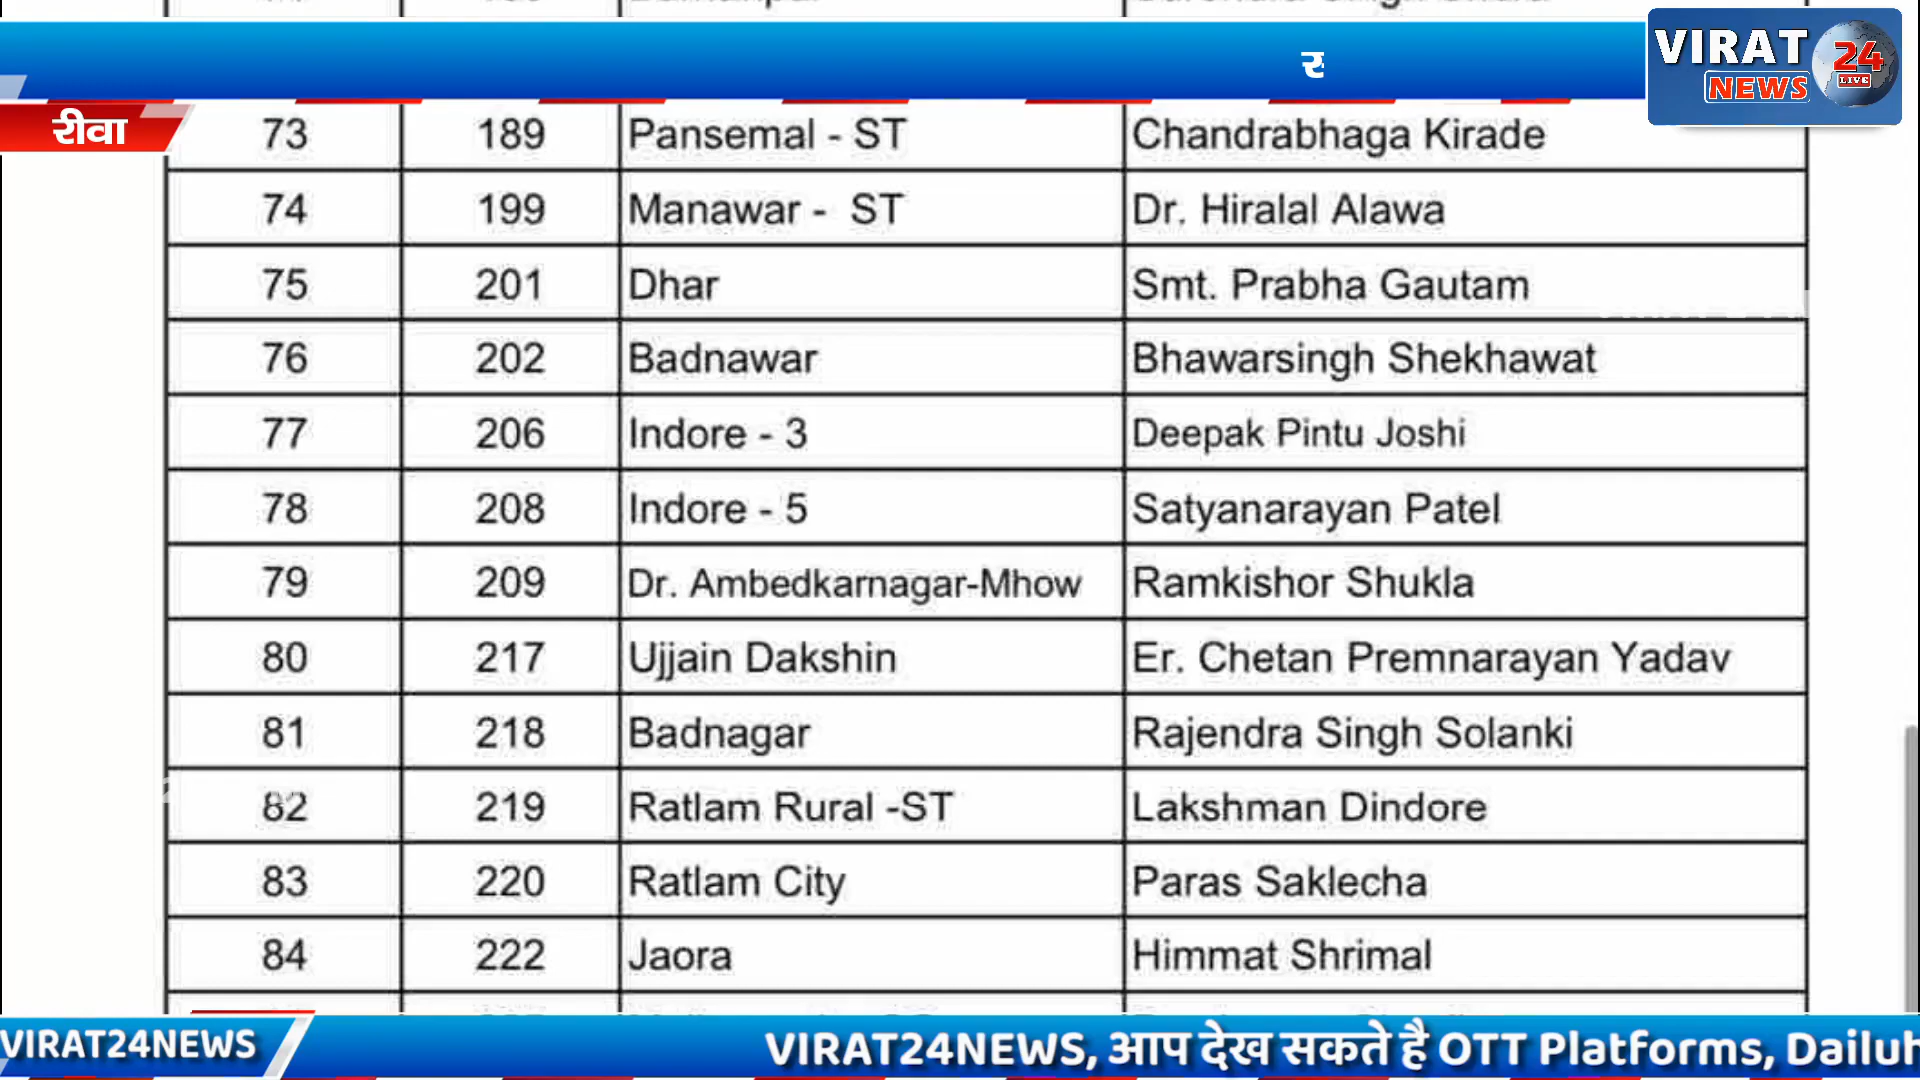 VIRAT 24
LIVE
NEWS
रीवा
73 189 Pansemal - ST Chandrabhaga Kirade
74 199 Manawar - ST Dr. Hiralal Alawa
75 201 Dhar Smt. Prabha Gautam
76 202 Badnawar Bhawarsingh Shekhawat
77 206 Indore - 3 Deepak Pintu Joshi
78 208 Indore - 5 Satyanarayan Patel
79 209 Dr. Ambedkarnagar-Mhow Ramkishor Shukla
80 217 Ujjain Dakshin Er. Chetan Premnarayan Yadav
81 218 Badnagar Rajendra Singh Solanki
82 219 Ratlam Rural -ST Lakshman Dindore
83 220 Ratlam City Paras Saklecha
84 222 Jaora Himmat Shrimal
VIRAT24NEWS VIRAT24NEWS, आप देख सकते है OTT Platforms,